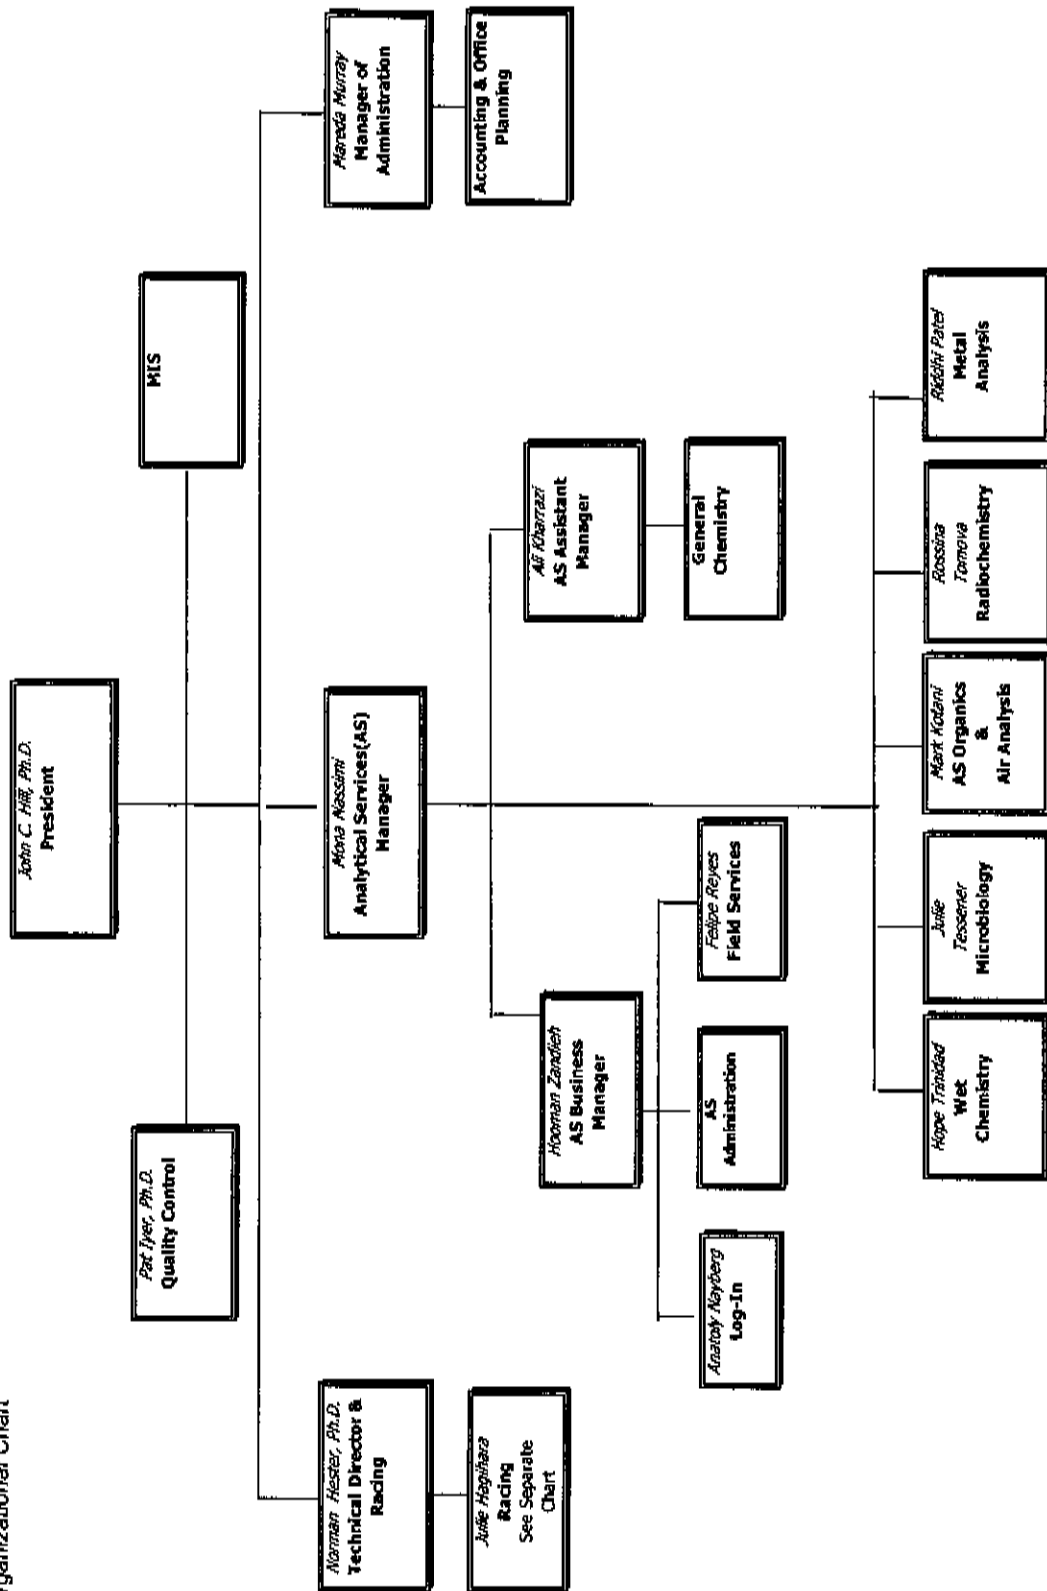 rganizational Chart
John C. Hill, Ph.D.
President
Pat Iyer, Ph.D.
Quality Control
MIS
Norman Hester, Ph.D.
Technical Director &
Racing
Mona Nassimi
Analytical Services(AS)
Manager
Mareda Murray
Manager of
Administration
Julie Hagihara
Racing
See Separate
Chart
Accounting & Office
Planning
Hooman Zandieh
AS Business
Manager
Ali Kharrazi
AS Assistant
Manager
Anatoly Nayberg
Log-In
AS
Administration
Felipe Reyes
Field Services
General
Chemistry
Hope Trinidad
Wet
Chemistry
Julie
Tessener
Microbiology
Mark Kotani
AS Organics
&
Air Analysis
Rossina
Tomova
Radiochemistry
Riddhi Patel
Metal
Analysis